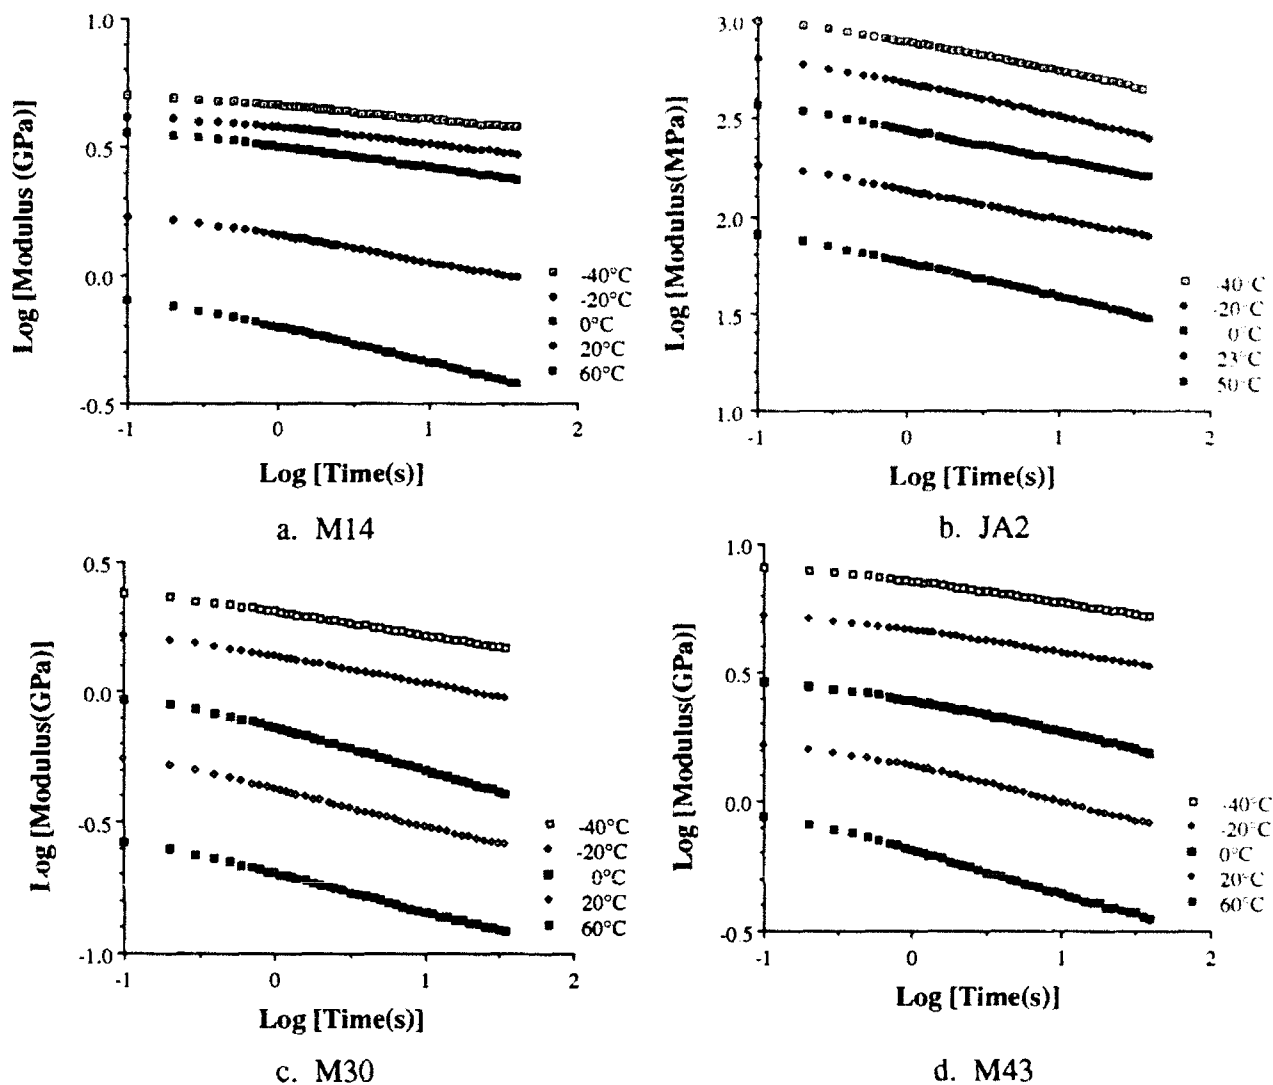 Log [Modulus (GPa)]
1.0
0.5
0.0
-0.5
-1
0
1
2
-40°C
-20°C
0°C
20°C
60°C
Log [Time(s)]
a. M14
Log [Modulus(MPa)]
3.0
2.5
2.0
1.5
1.0
-1
0
1
2
-40°C
-20°C
0°C
23°C
50°C
Log [Time(s)]
b. JA2
Log [Modulus(GPa)]
0.5
0.0
-0.5
-1.0
-1
0
1
2
-40°C
-20°C
0°C
20°C
60°C
Log [Time(s)]
c. M30
Log [Modulus(GPa)]
1.0
0.5
0.0
-0.5
-1
0
1
2
-40°C
-20°C
0°C
20°C
60°C
Log [Time(s)]
d. M43